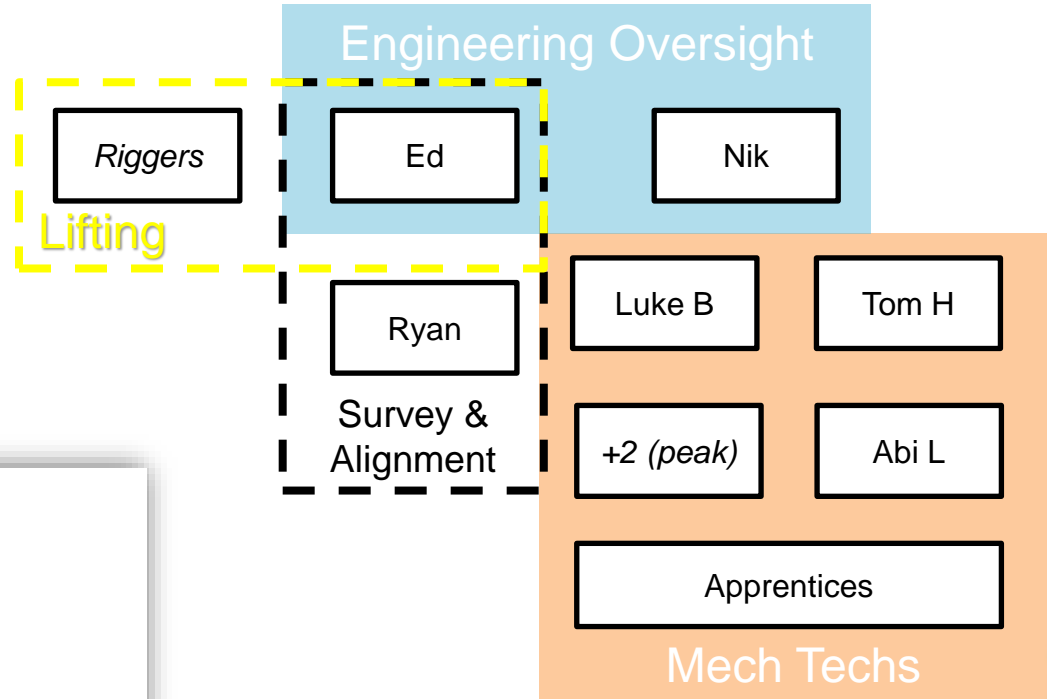 Engineering Oversight
Riggers
Ed
Nik
Lifting
Ryan
Luke B
Tom H
Survey &
Alignment
+2 (peak)
Abi L
Apprentices
Mech Techs